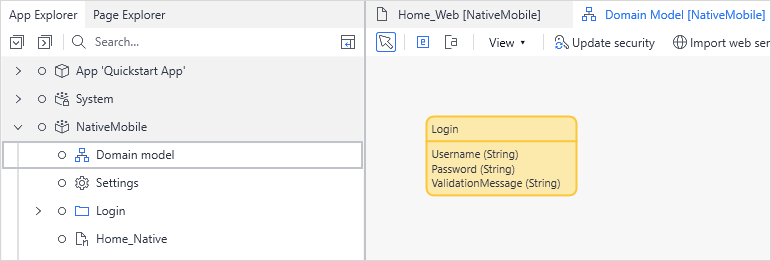 App Explorer Page Explorer
Search...
App 'Quickstart App'
System
NativeMobile
Domain model
Settings
Login
Home_Native
Home_Web [NativeMobile] Domain Model [NativeMobile]
e a View Update security Import web ser
Login
Username (String)
Password (String)
ValidationMessage (String)